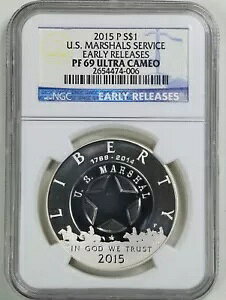 2015 P S$1
U.S. MARSHALS SERVICE
EARLY RELEASES
PF 69 ULTRA CAMEO
2654474-006
NGC
EARLY RELEASES
LIBERTY
1789 - 2014
U.S. MARSHAL
IN GOD WE TRUST
2015